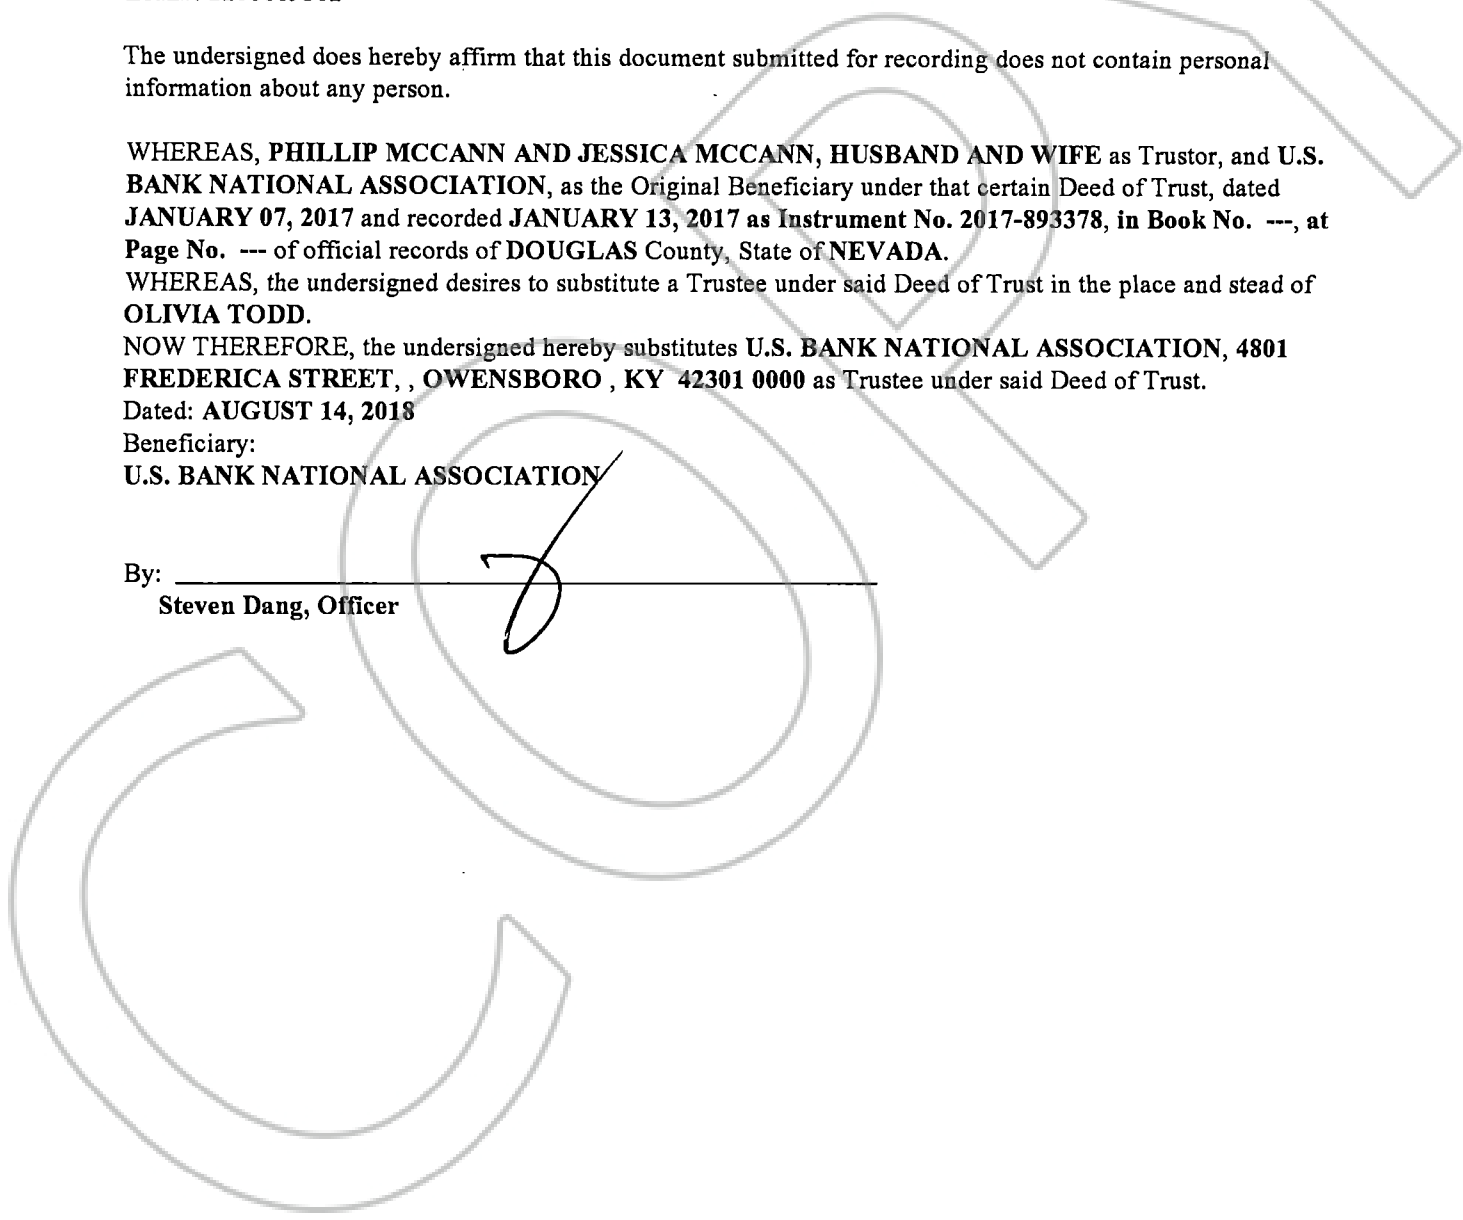 The undersigned does hereby affirm that this document submitted for recording does not contain personal
information about any person.
WHEREAS, PHILLIP MCCANN AND JESSICA MCCANN, HUSBAND AND WIFE as Trustor, and U.S.
BANK NATIONAL ASSOCIATION, as the Original Beneficiary under that certain Deed of Trust, dated
JANUARY 07, 2017 and recorded JANUARY 13, 2017 as Instrument No. 2017-893378, in Book No. ---, at
Page No. --- of official records of DOUGLAS County, State of NEVADA.
WHEREAS, the undersigned desires to substitute a Trustee under said Deed of Trust in the place and stead of
OLIVIA TODD.
NOW THEREFORE, the undersigned hereby substitutes U.S. BANK NATIONAL ASSOCIATION, 4801
FREDERICA STREET, , OWENSBORO , KY 42301 0000 as Trustee under said Deed of Trust.
Dated: AUGUST 14, 2018
Beneficiary:
U.S. BANK NATIONAL ASSOCIATION
By:
Steven Dang, Officer
COPY